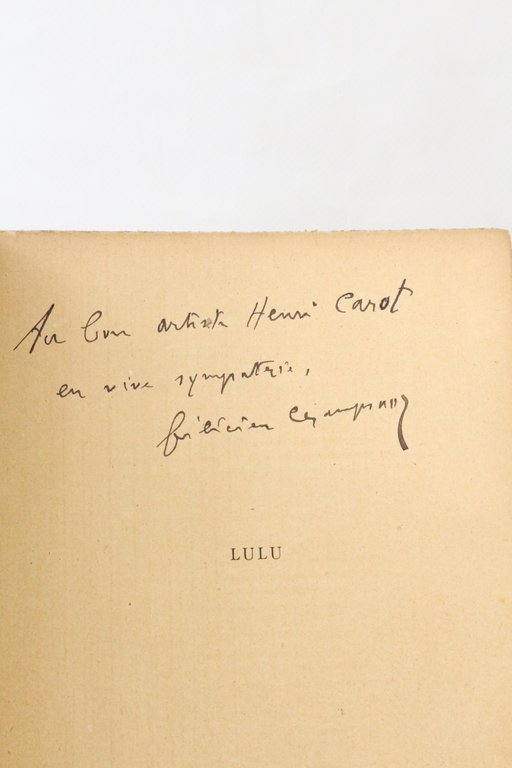 Au bon artiste Henri Carot
en vive sympathie,
Félicien Champsaur
LULU